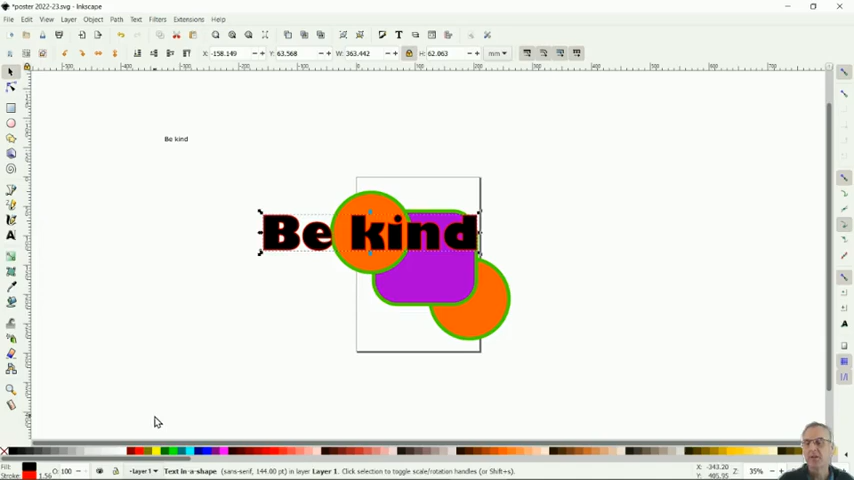 *poster 2022-23.svg - Inkscape
File Edit View Layer Object Path Text Filters Extensions Help
X: -158.149 Y: 63.568 W: 363.442 H: 62.063 mm
Be kind
Be kind
Fill: O: 100 -layer1 Text in-a-shape (sans-serif, 144.00 pt) in layer Layer 1. Click selection to toggle scale/rotation handles (or Shift+s). X: -343.20 Z: 35%
Stroke: 1.56 Y: 405.95